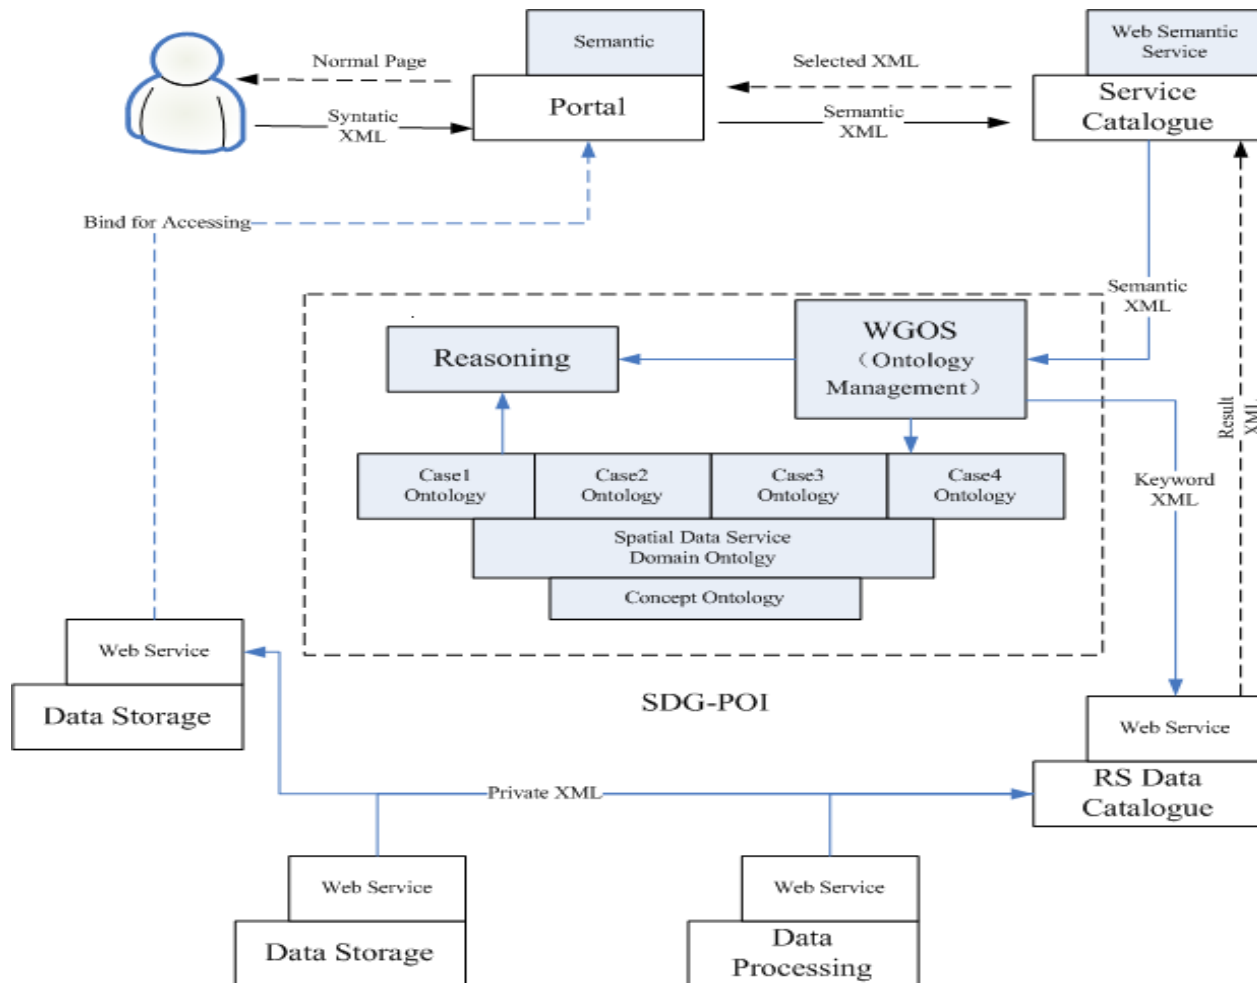 Semantic
Web Semantic
Service
Normal Page
Selected XML
Portal
Service
Catalogue
Syntatic
XML
Semantic
XML
Bind for Accessing
Semantic
XML
Reasoning
WGOS
（Ontology
Management）
Result
XML
Case1
Ontology
Case2
Ontology
Case3
Ontology
Case4
Ontology
Keyword
XML
Spatial Data Service
Domain Ontolgy
Concept Ontology
Web Service
Data Storage
SDG-POI
Web Service
RS Data
Catalogue
Private XML
Web Service
Data Storage
Web Service
Data
Processing